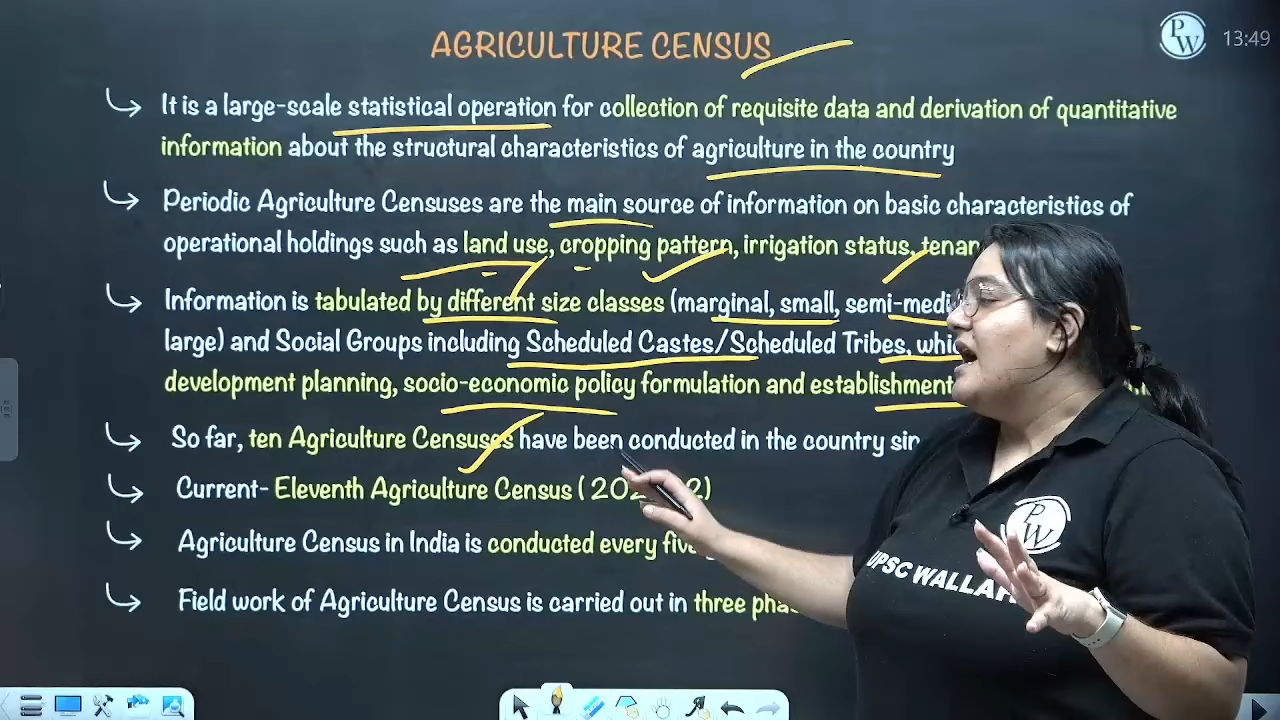 AGRICULTURE CENSUS
PW
13:49
It is a large-scale statistical operation for collection of requisite data and derivation of quantitative
information about the structural characteristics of agriculture in the country
Periodic Agriculture Censuses are the main source of information on basic characteristics of
operational holdings such as land use, cropping pattern, irrigation status,
Information is tabulated by different size classes (marginal, small,
large) and Social Groups including Scheduled Castes/Scheduled Tribes,
development planning, socio-economic policy formulation and establishment
So far, ten Agriculture Censuses have been conducted in the country
Current- Eleventh Agriculture Census (
Agriculture Census in India is conducted every five
Field work of Agriculture Census is carried out in three
PW
UPSC WALLAH